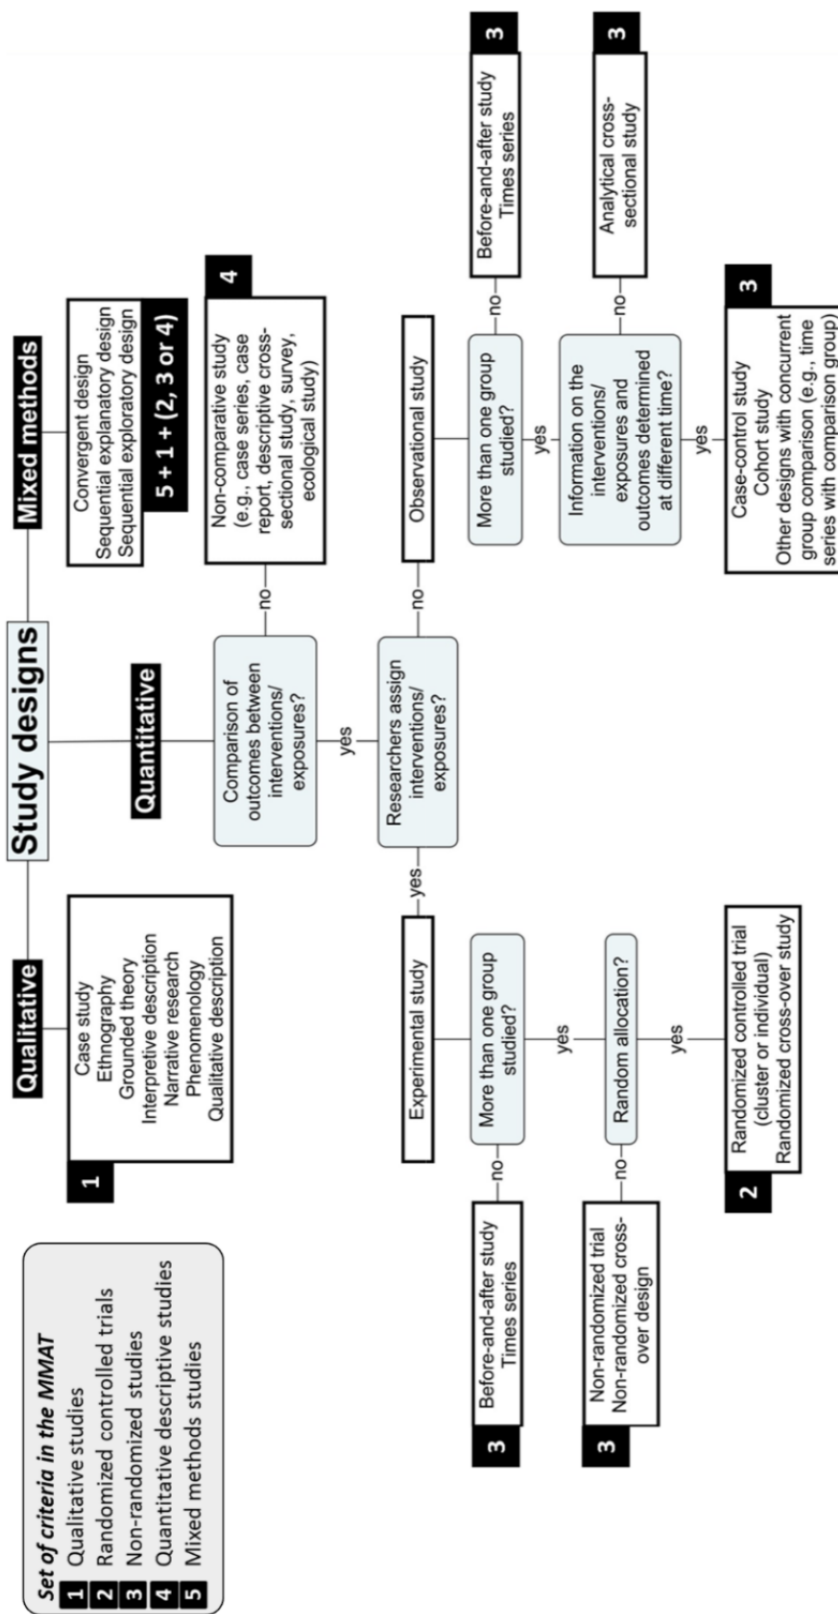 Study designs
Set of criteria in the MMAT
1 Qualitative studies
2 Randomized controlled trials
3 Non-randomized studies
4 Quantitative descriptive studies
5 Mixed methods studies
Qualitative
1
Case study
Ethnography
Grounded theory
Interpretive description
Narrative research
Phenomenology
Qualitative description
Quantitative
Mixed methods
Convergent design
Sequential explanatory design
Sequential exploratory design
5 + 1 + (2, 3 or 4)
Comparison of
outcomes between
interventions/
exposures?
no
4
Non-comparative study
(e.g., case series, case
report, descriptive cross-
sectional study, survey,
ecological study)
yes
Researchers assign
interventions/
exposures?
yes
no
Experimental study
More than one group
studied?
no
3
Before-and-after study
Times series
yes
Random allocation?
no
3
Non-randomized trial
Non-randomized cross-
over design
yes
2
Randomized controlled trial
(cluster or individual)
Randomized cross-over study
Observational study
More than one group
studied?
no
3
Before-and-after study
Times series
yes
Information on the
interventions/
exposures and
outcomes determined
at different time?
no
3
Analytical cross-
sectional study
yes
3
Case-control study
Cohort study
Other designs with concurrent
group comparison (e.g., time
series with comparison group)